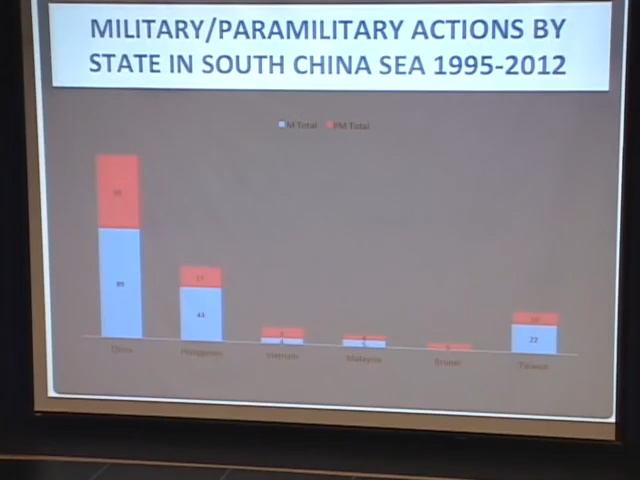 MILITARY/PARAMILITARY ACTIONS BY
STATE IN SOUTH CHINA SEA 1995-2012
M Total PM Total
89
43
17
22
China Philippines Vietnam Malaysia Brunei Taiwan